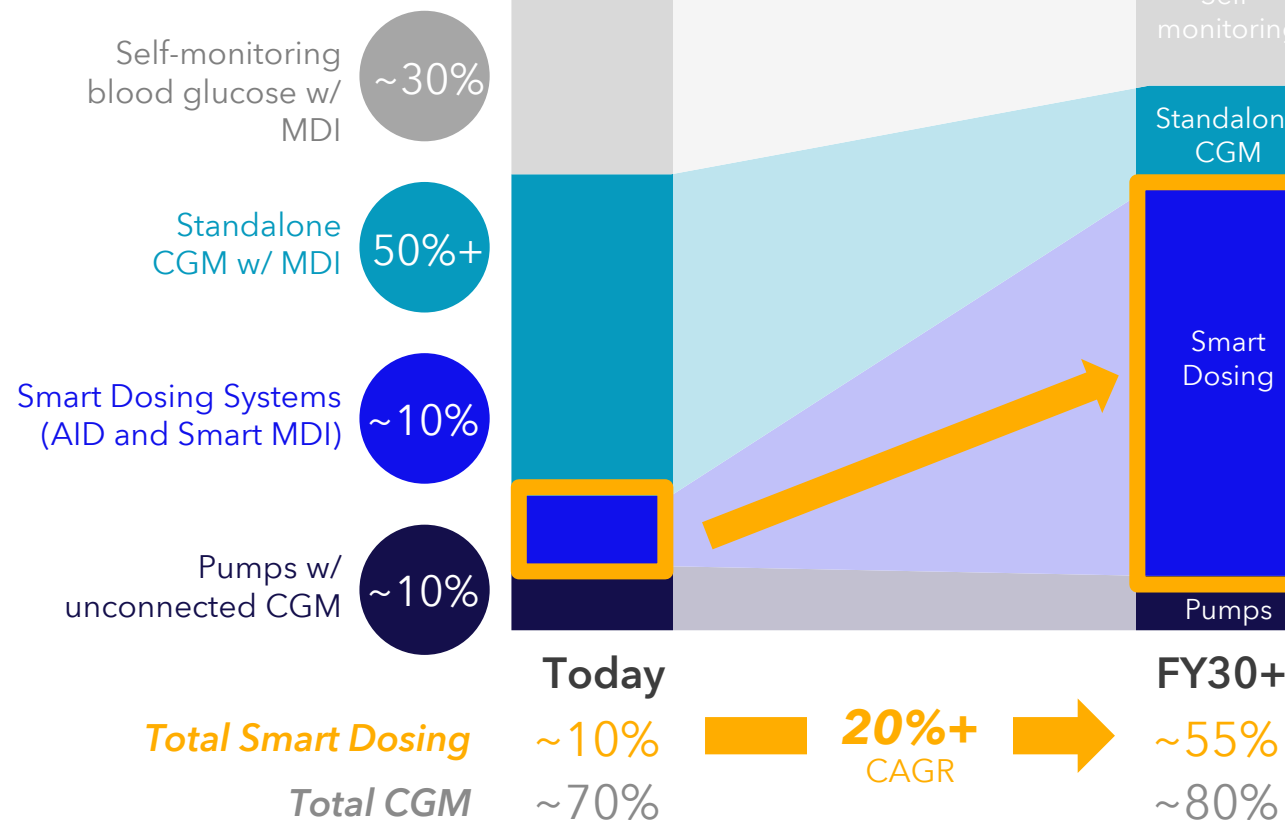 Self-monitoring
blood glucose w/
MDI
~30%
Standalone
CGM w/ MDI
50%+
Smart Dosing Systems
(AID and Smart MDI)
~10%
Pumps w/
unconnected CGM
~10%
monitoring
Standalon
CGM
Smart
Dosing
Pumps
Today
FY30+
Total Smart Dosing
~10%
20%+
CAGR
~55%
Total CGM
~70%
~80%